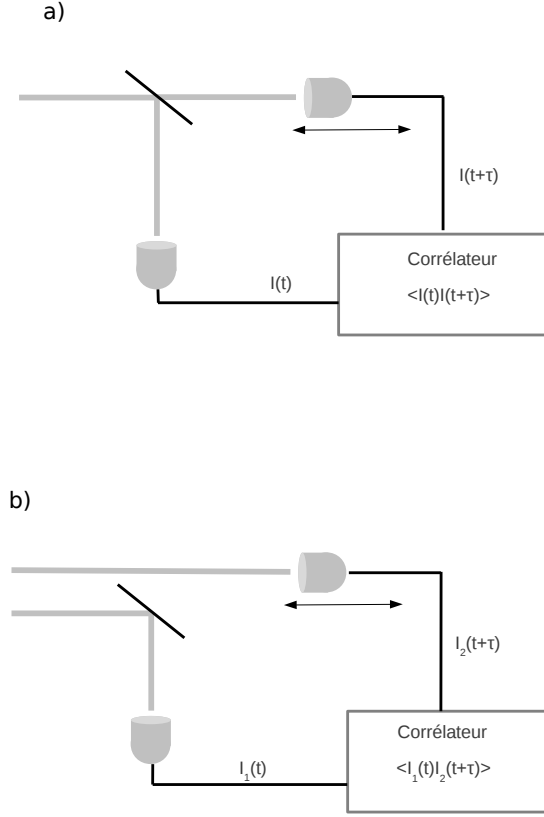 a)
I(t+τ)
Corrélateur
I(t)
<I(t)I(t+τ)>
b)
I₂(t+τ)
Corrélateur
I₁(t)
<I₁(t)I₂(t+τ)>